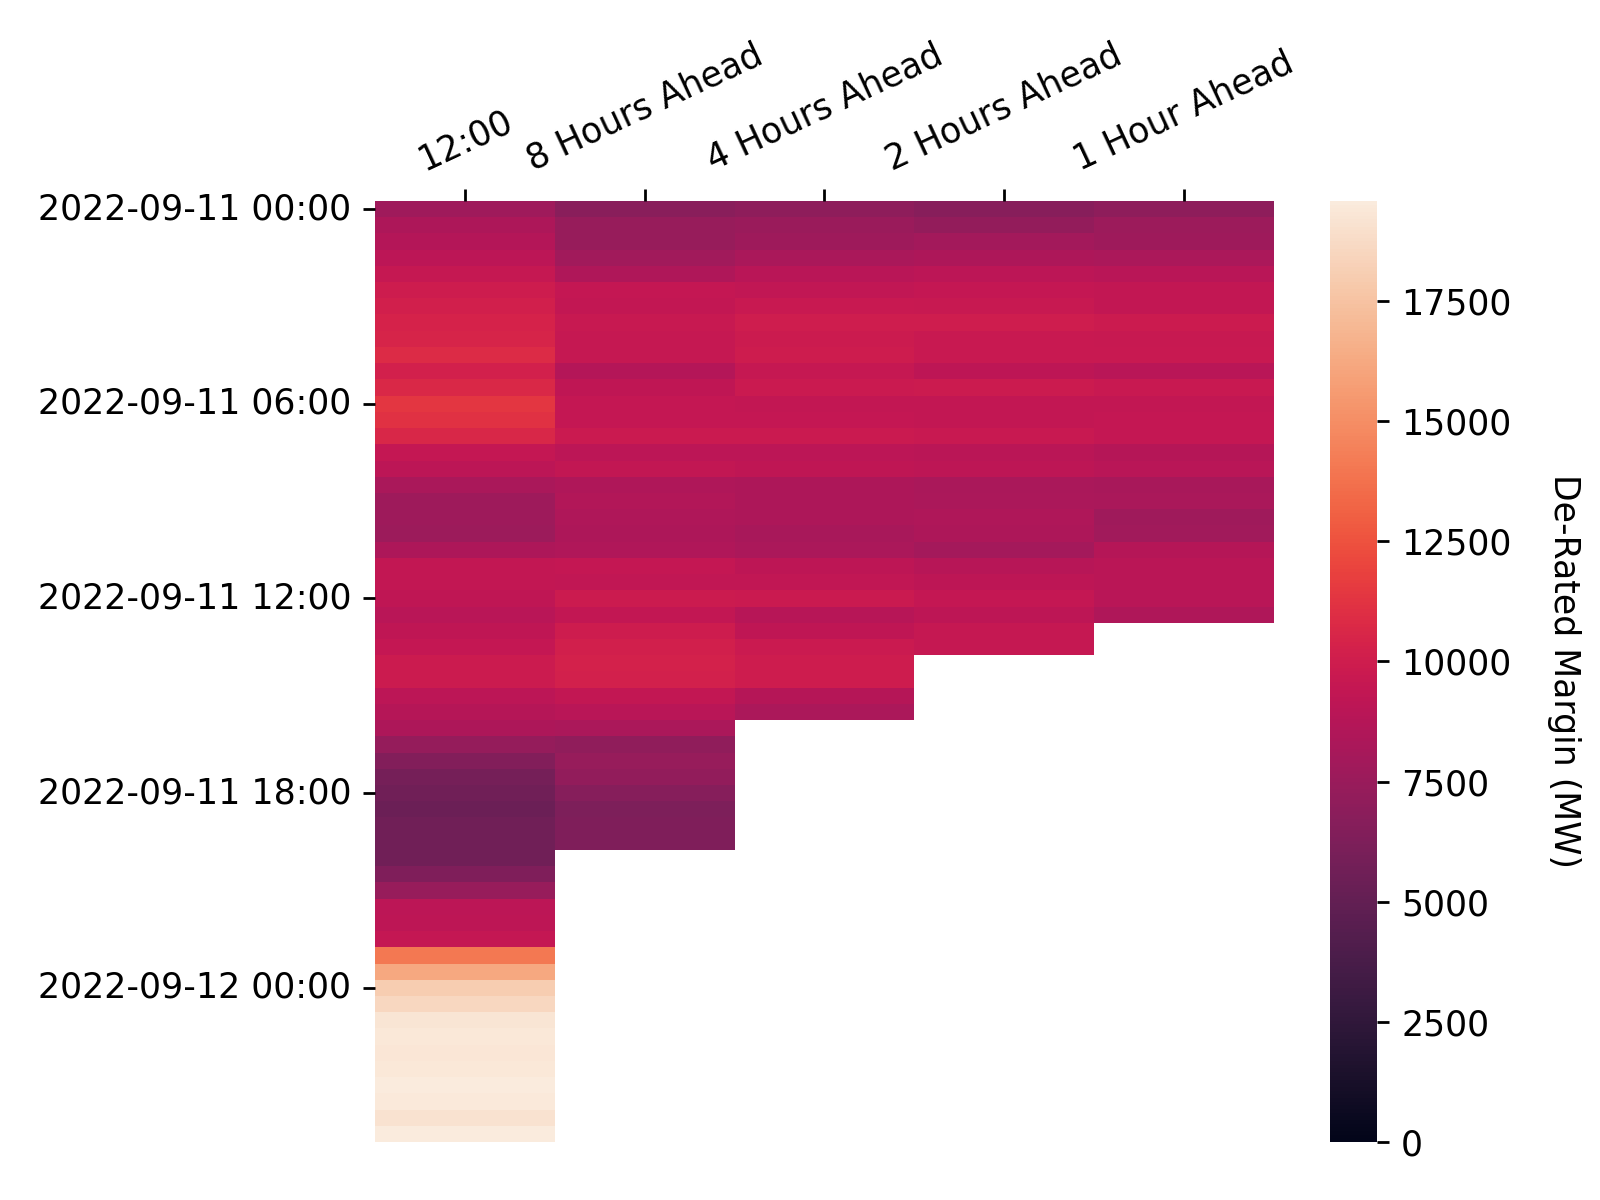 12:00
8 Hours Ahead
4 Hours Ahead
2 Hours Ahead
1 Hour Ahead
2022-09-11 00:00
2022-09-11 06:00
2022-09-11 12:00
2022-09-11 18:00
2022-09-12 00:00
17500
15000
12500
10000
7500
5000
2500
0
De-Rated Margin (MW)